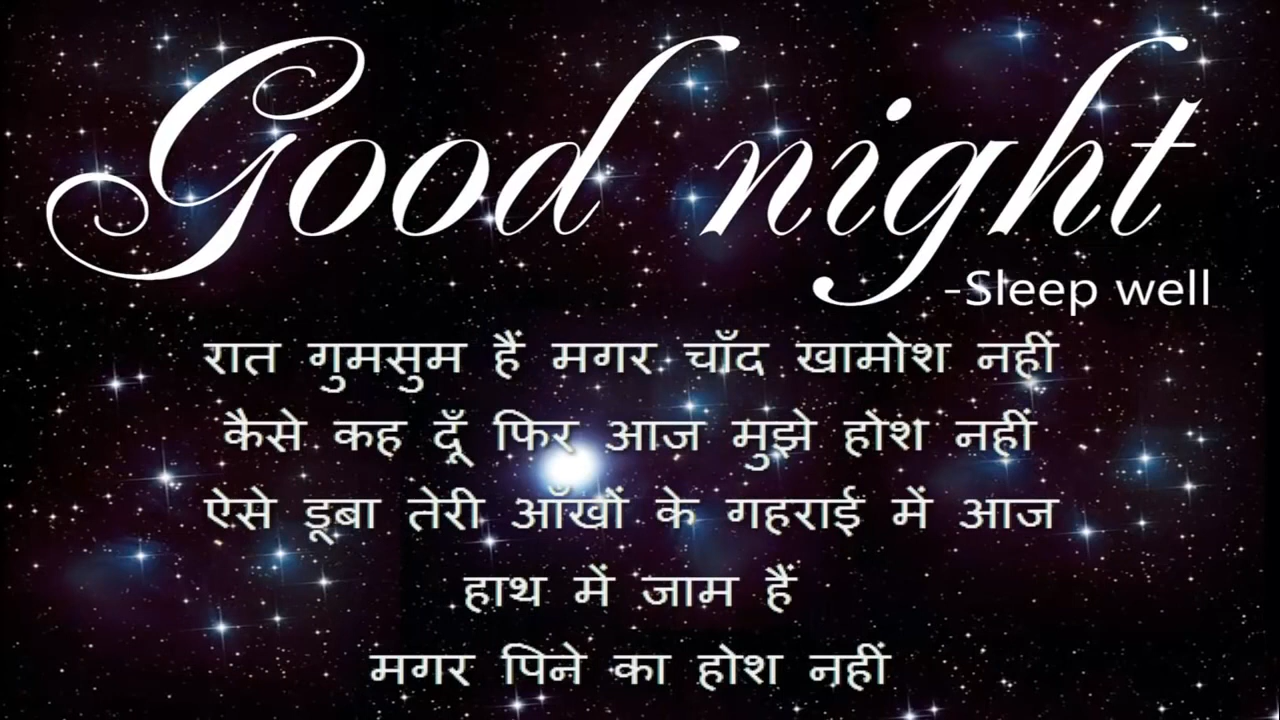 Good night
-Sleep well
रात गुमसुम हैं मगर चाँद खामोश नहीं
कैसे कह दूँ फिर आज मुझे होश नहीं
ऐसे डूबा तेरी आँखों के गहराई में आज
हाथ में जाम हैं
मगर पिने का होश नहीं